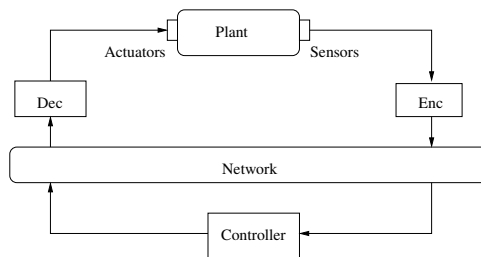 Plant
Actuators
Sensors
Dec
Enc
Network
Controller